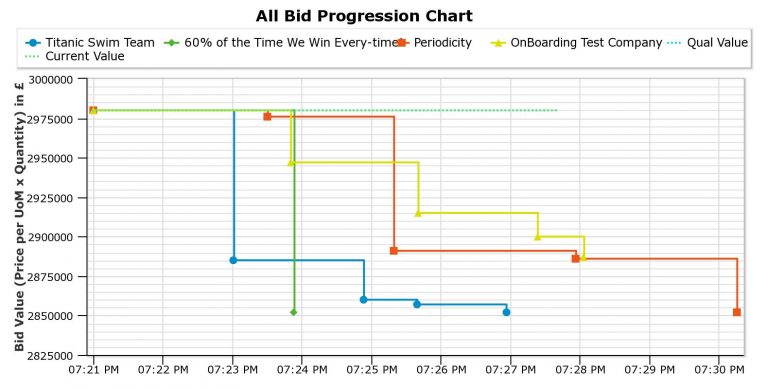 All Bid Progression Chart
Titanic Swim Team 60% of the Time We Win Every-time Periodicity OnBoarding Test Company Qual Value
Current Value
Bid Value (Price per UoM x Quantity) in £
3000000
2975000
2950000
2925000
2900000
2875000
2850000
2825000
07:21 PM 07:22 PM 07:23 PM 07:24 PM 07:25 PM 07:26 PM 07:27 PM 07:28 PM 07:29 PM 07:30 PM